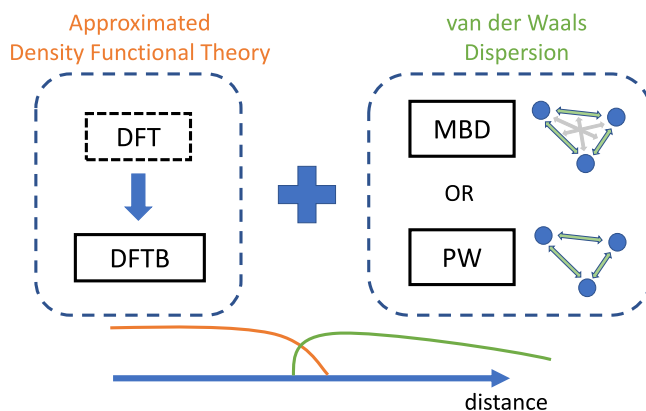 Approximated
Density Functional Theory
van der Waals
Dispersion
DFT
DFTB
MBD
OR
PW
distance